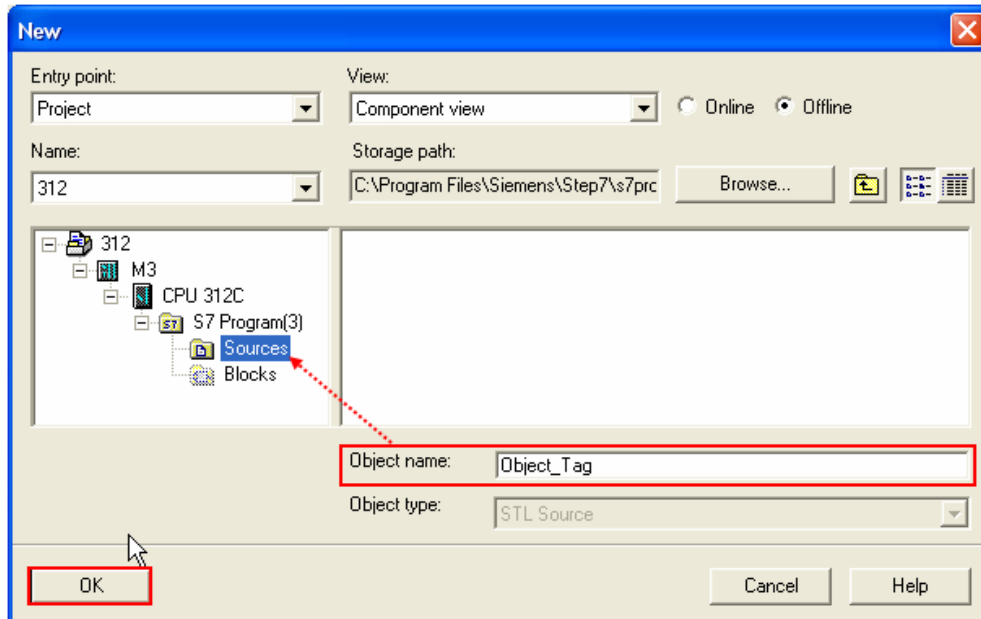 New
Entry point:
View:
Project
Component view
Online
Offline
Name:
Storage path:
312
C:\Program Files\Siemens\Step7\s7prc
Browse...
312
M3
CPU 312C
S7 Program(3)
Sources
Blocks
Object name:
Object_Tag
Object type:
STL Source
OK
Cancel
Help